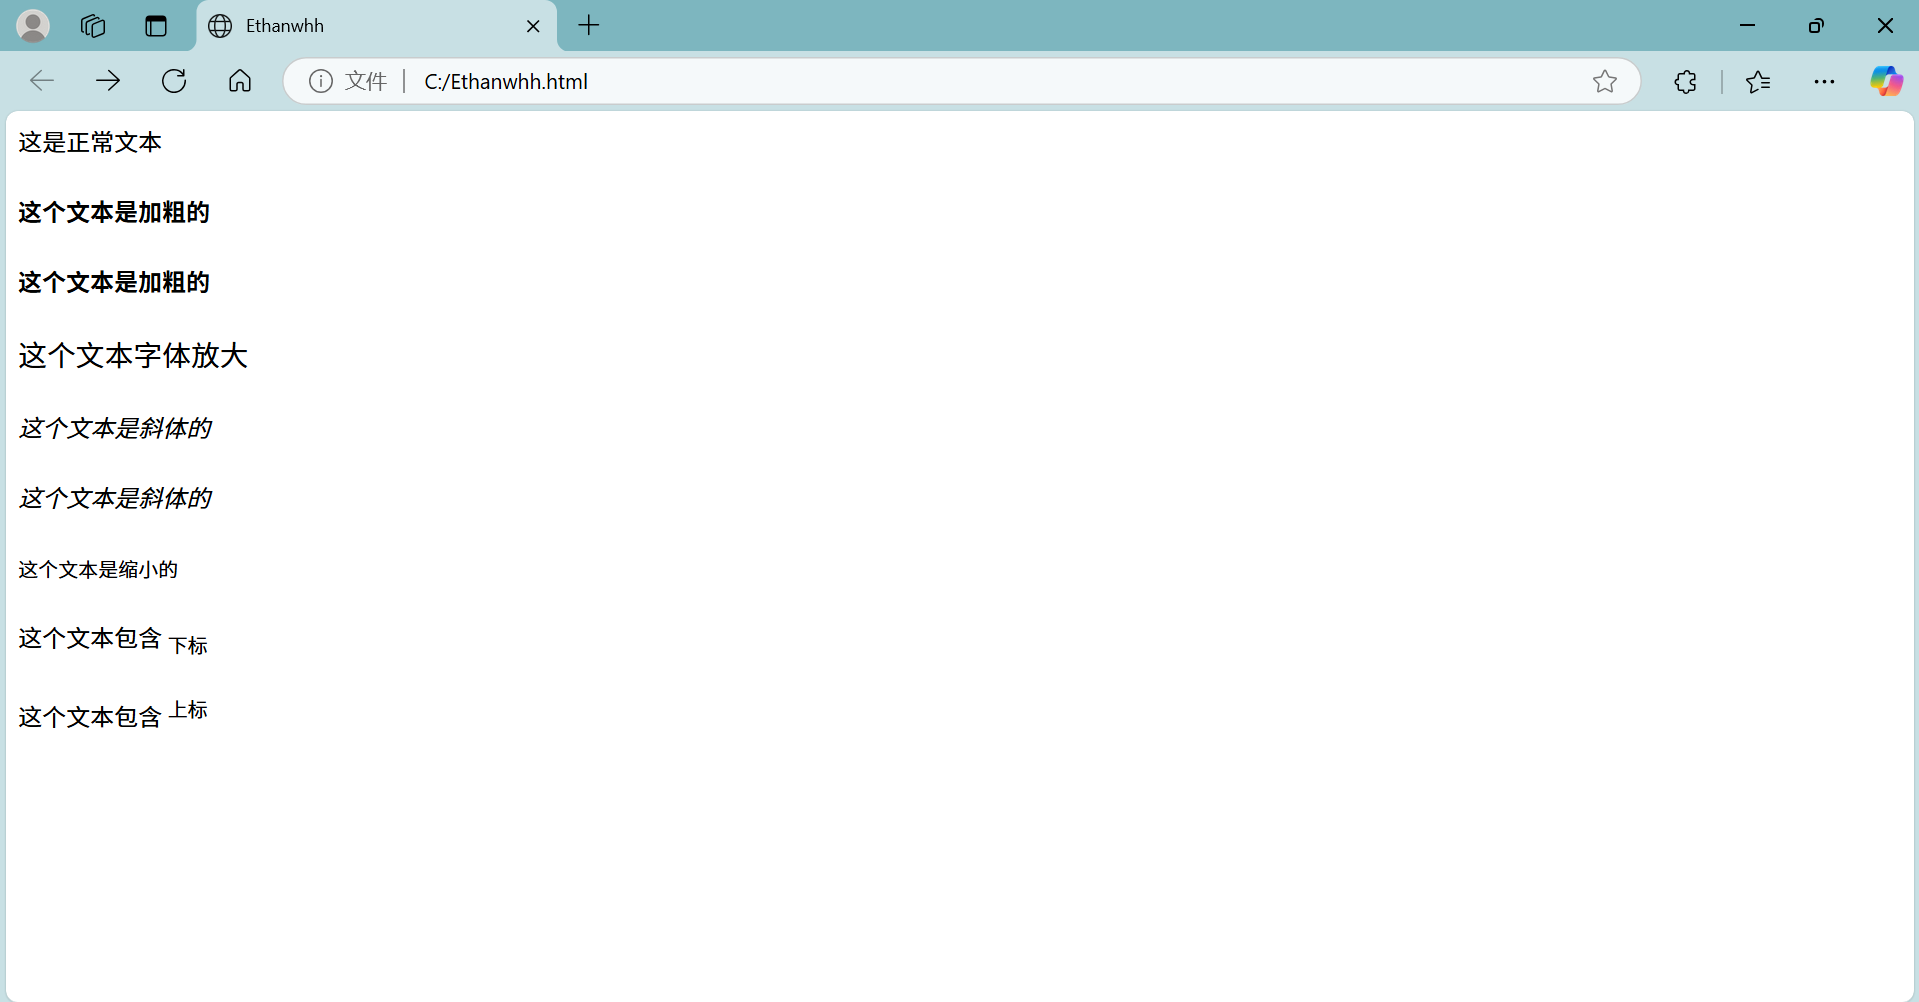 Ethanwhh
文件 C:/Ethanwhh.html
这是正常文本
这个文本是加粗的
这个文本是加粗的
这个文本字体放大
这个文本是斜体的
这个文本是斜体的
这个文本是缩小的
这个文本包含 下标
这个文本包含 上标